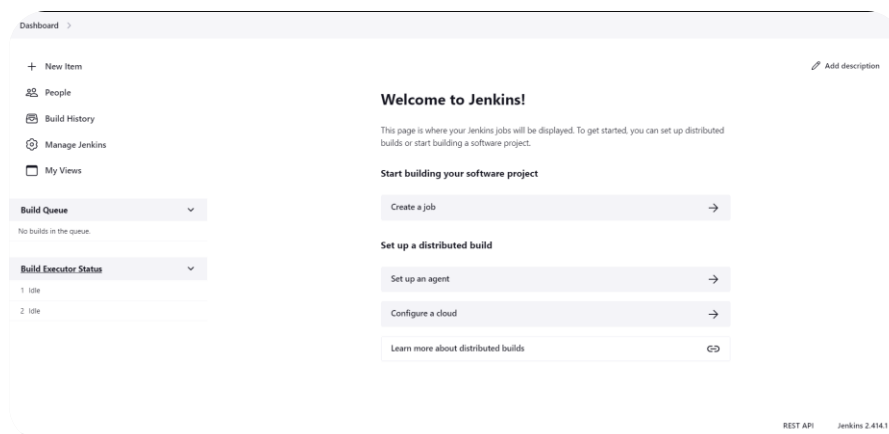 Dashboard
New Item
People
Build History
Manage Jenkins
My Views
Build Queue
No builds in the queue.
Build Executor Status
1 Idle
2 Idle
Add description
Welcome to Jenkins!
This page is where your Jenkins jobs will be displayed. To get started, you can set up distributed
builds or start building a software project.
Start building your software project
Create a job
Set up a distributed build
Set up an agent
Configure a cloud
Learn more about distributed builds
REST API Jenkins 2.414.1